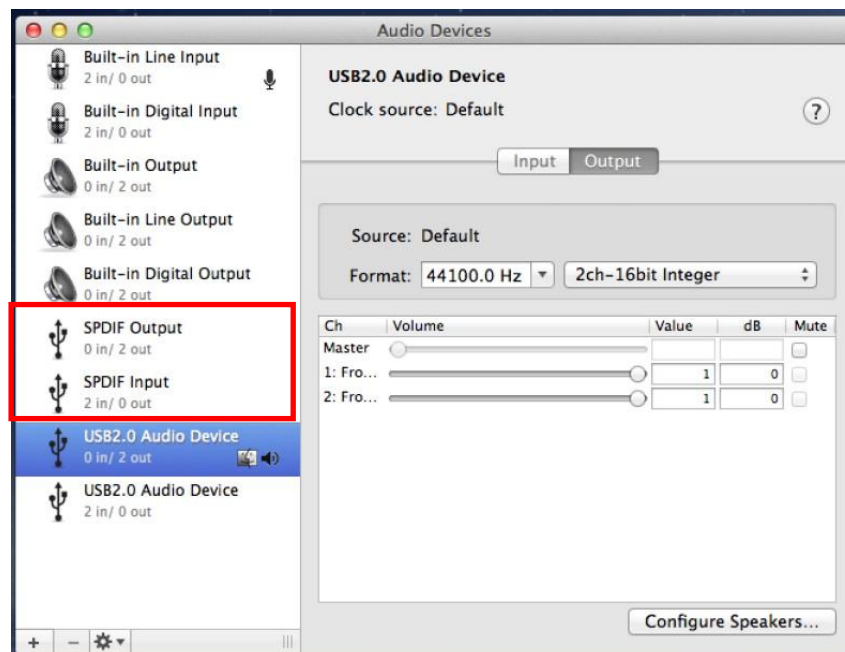 Audio Devices
Built-in Line Input
2 in/ 0 out
Built-in Digital Input
2 in/ 0 out
Built-in Output
0 in/ 2 out
Built-in Line Output
0 in/ 2 out
Built-in Digital Output
0 in/ 2 out
SPDIF Output
0 in/ 2 out
SPDIF Input
2 in/ 0 out
USB2.0 Audio Device
0 in/ 2 out
USB2.0 Audio Device
2 in/ 0 out
+ −
USB2.0 Audio Device
Clock source: Default
?
Input Output
Source: Default
Format: 44100.0 Hz 2ch-16bit Integer
Ch Volume Value dB Mute
Master
1: Fro... 1 0
2: Fro... 1 0
Configure Speakers...